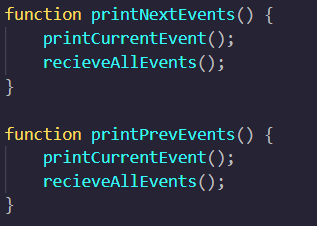 function printNextEvents() {
    printCurrentEvent();
    recieveAllEvents();
}

function printPrevEvents() {
    printCurrentEvent();
    recieveAllEvents();
}